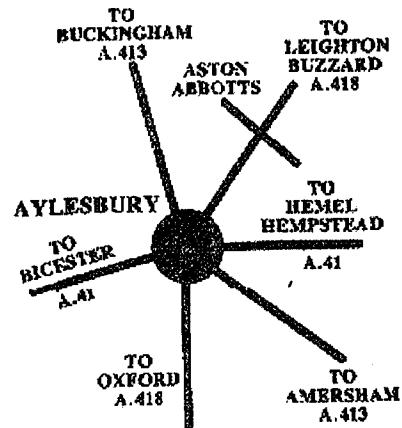 TO
BUCKINGHAM
A.413
TO
LEIGHTON
BUZZARD
A.418
ASTON
ABBOTTS
AYLESBURY
TO
HEMEL
HEMPSTEAD
A.41
TO
BICESTER
A.41
TO
OXFORD
A.418
TO
AMERSHAM
A.413